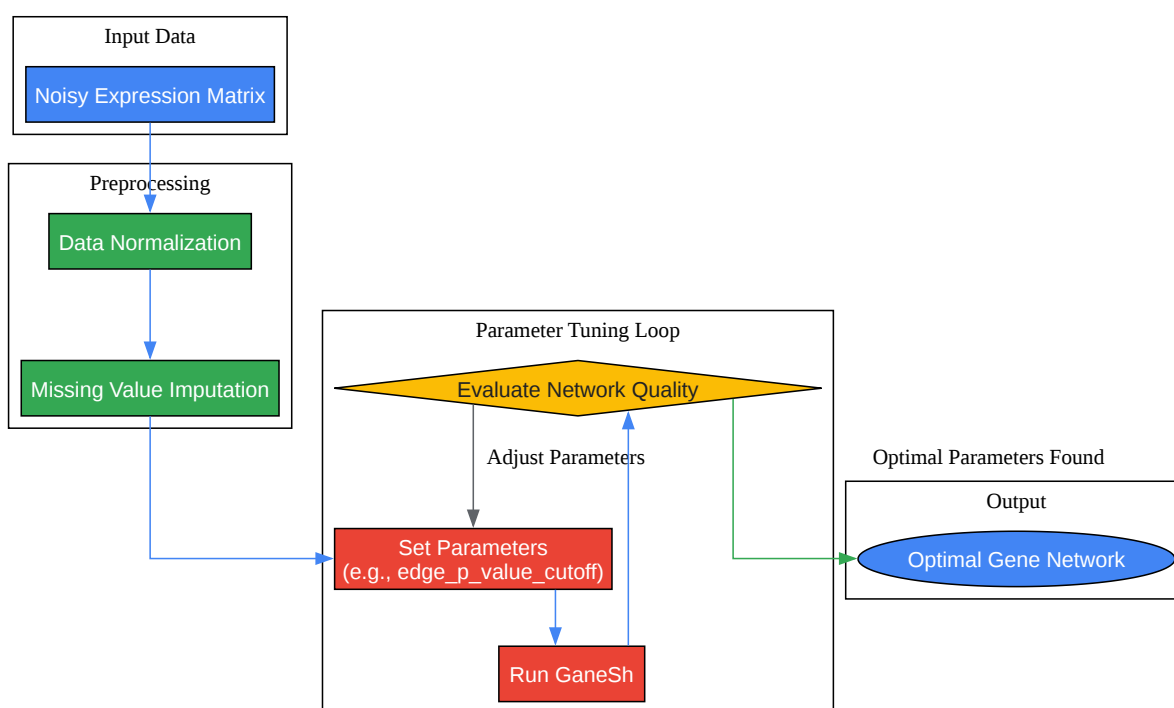 Input Data
Noisy Expression Matrix
Preprocessing
Data Normalization
Missing Value Imputation
Parameter Tuning Loop
Evaluate Network Quality
Adjust Parameters
Set Parameters
(e.g., edge_p_value_cutoff)
Run GaneSh
Optimal Parameters Found
Output
Optimal Gene Network